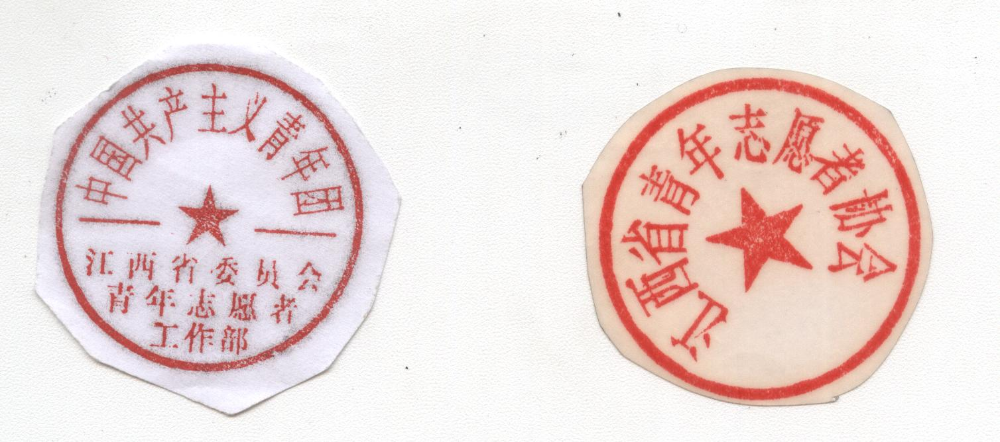 中国共产主义青年团
江西省委员会
青年志愿者
工作部
江西省青年志愿者协会